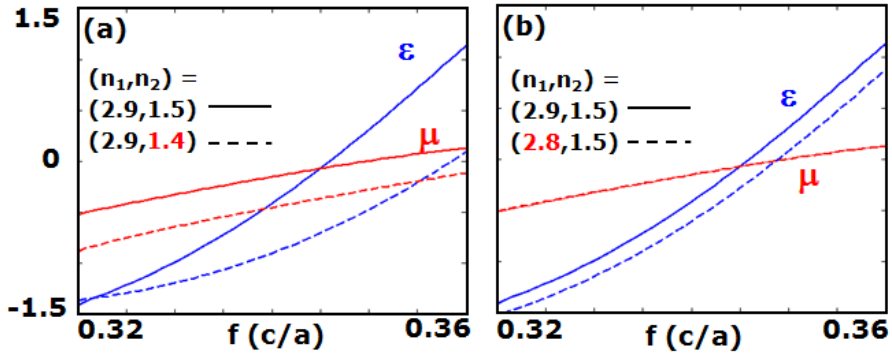 1.5
0
-1.5
(a)
ε
(n1,n2) =
(2.9,1.5)
(2.9,1.4)
μ
0.32
f (c/a)
0.36
(b)
ε
(n1,n2) =
(2.9,1.5)
(2.8,1.5)
μ
0.32
f (c/a)
0.36